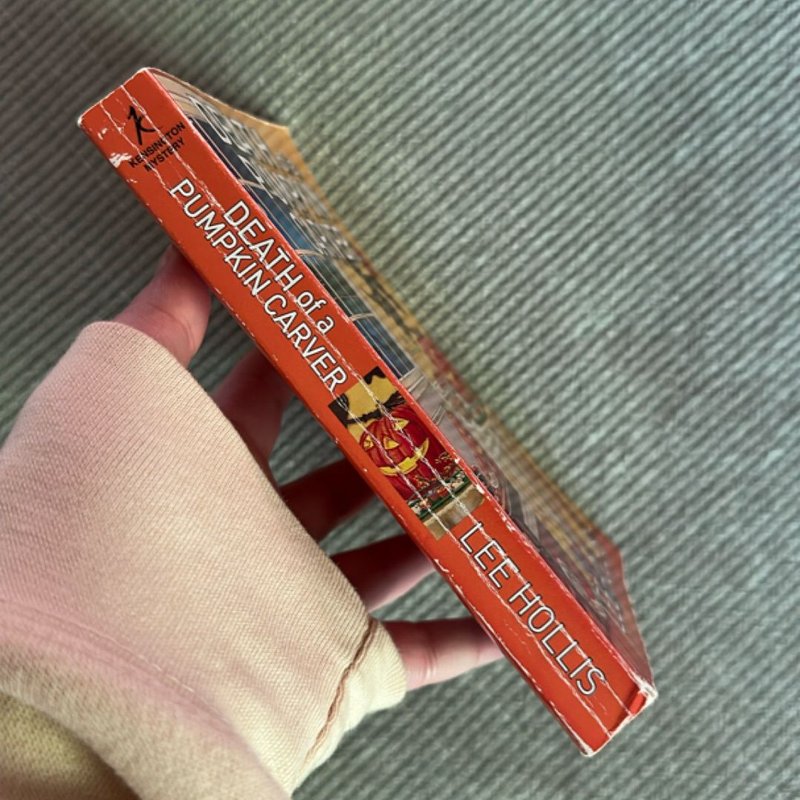 K
KENSINGTON
MYSTERY
DEATH of a
PUMPKIN CARVER
LEE HOLLIS